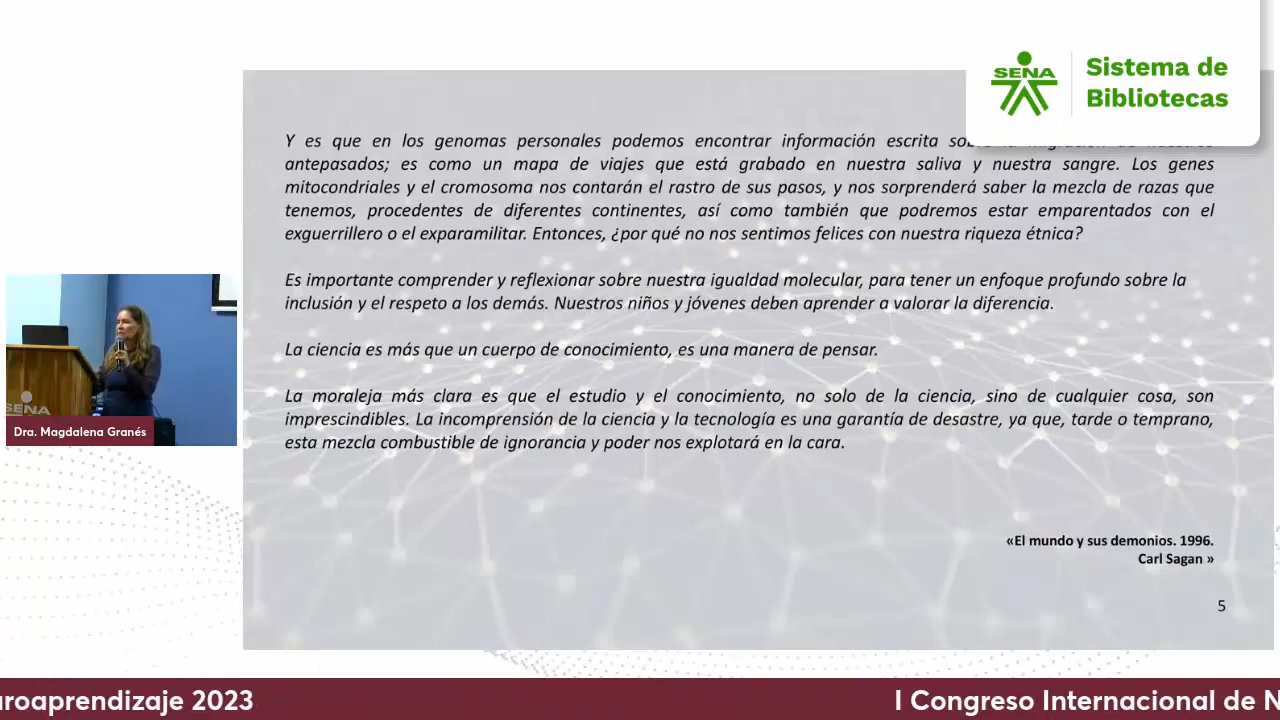 SENA
Sistema de
Bibliotecas
Y es que en los genomas personales podemos encontrar información escrita
antepasados; es como un mapa de viajes que está grabado en nuestra saliva y nuestra sangre. Los genes
mitocondriales y el cromosoma nos contarán el rastro de sus pasos, y nos sorprenderá saber la mezcla de razas que
tenemos, procedentes de diferentes continentes, así como también que podremos estar emparentados con el
exguerrillero o el exparamilitar. Entonces, ¿por qué no nos sentimos felices con nuestra riqueza étnica?
Es importante comprender y reflexionar sobre nuestra igualdad molecular, para tener un enfoque profundo sobre la
inclusión y el respeto a los demás. Nuestros niños y jóvenes deben aprender a valorar la diferencia.
La ciencia es más que un cuerpo de conocimiento, es una manera de pensar.
La moraleja más clara es que el estudio y el conocimiento, no solo de la ciencia, sino de cualquier cosa, son
imprescindibles. La incomprensión de la ciencia y la tecnología es una garantía de desastre, ya que, tarde o temprano,
esta mezcla combustible de ignorancia y poder nos explotará en la cara.
«El mundo y sus demonios. 1996.
Carl Sagan »
5
SENA
Dra. Magdalena Granés
aroaprendizaje 2023
I Congreso Internacional de N